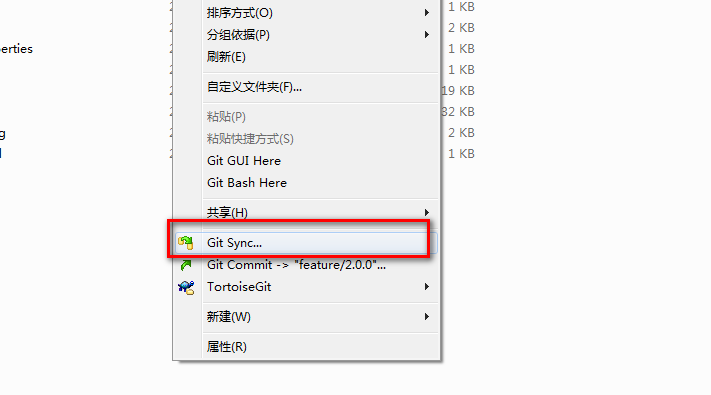 排序方式(O)
1 KB
分组依据(P)
2 KB
perties
刷新(E)
1 KB
1 KB
自定义文件夹(F)...
19 KB
粘贴(P)
82 KB
g
粘贴快捷方式(S)
2 KB
Git GUI Here
1 KB
Git Bash Here
共享(H)
Git Sync...
Git Commit -> "feature/2.0.0"...
TortoiseGit
新建(W)
属性(R)